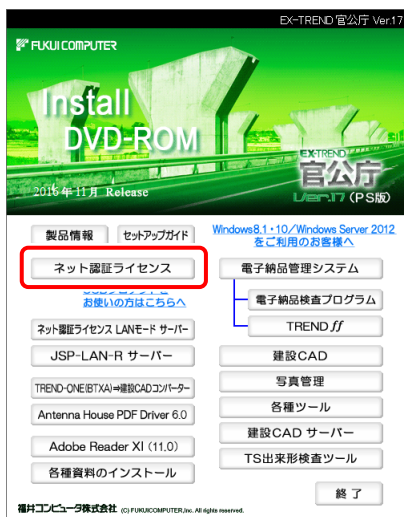 EX-TREND 官公庁 Ver.17
FUKUI COMPUTER
Install
DVD-ROM
EX-TREND
官公庁
2016年11月 Release
Ver.17 (PS版)
製品情報
セットアップガイド
Windows8.1・10/Windows Server 2012
をご利用のお客様へ
ネット認証ライセンス
お使いの方はこちらへ
ネット認証ライセンス LANモード サーバー
JSP-LAN-R サーバー
TREND-ONE(BTXA)⇒建設CADコンバーター
Antenna House PDF Driver 6.0
Adobe Reader XI (11.0)
各種資料のインストール
電子納品管理システム
電子納品検査プログラム
TREND ff
建設CAD
写真管理
各種ツール
建設CAD サーバー
TS出来形検査ツール
終 了
福井コンピュータ株式会社 (C) FUKUICOMPUTER,Inc. All rights reserved.